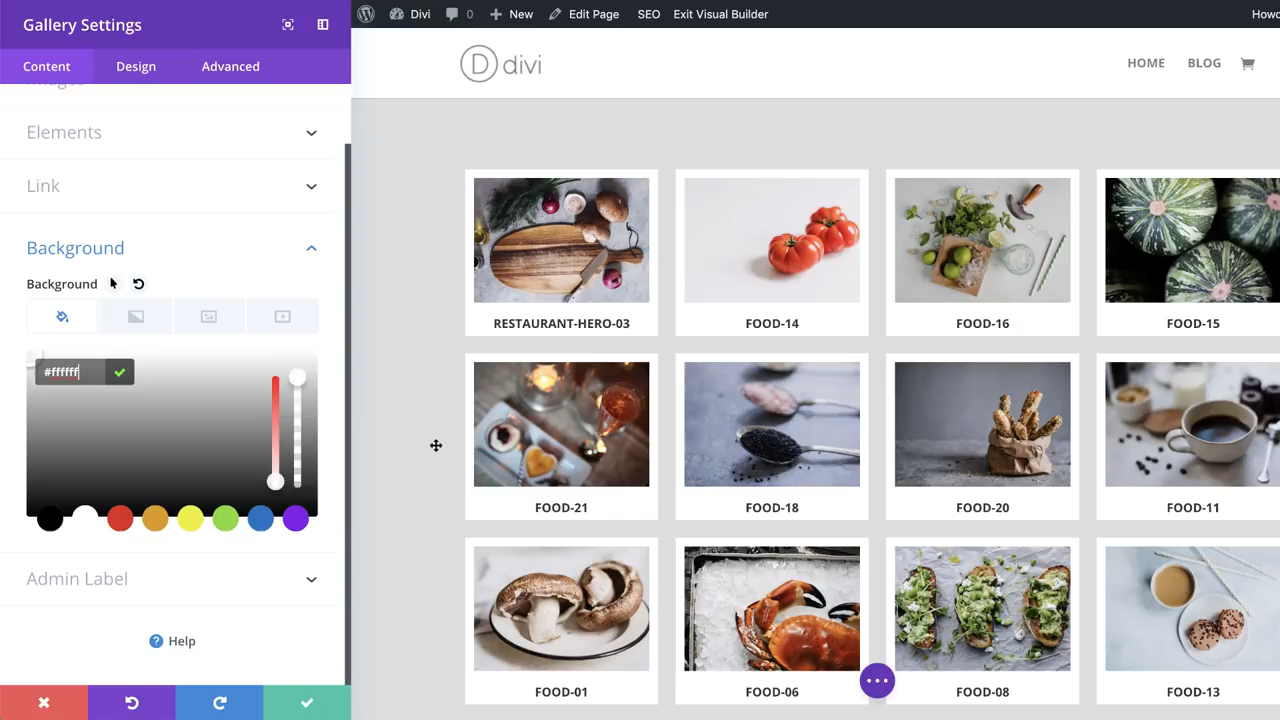 Gallery Settings
Content
Design
Advanced
Images
Elements
Link
Background
Background
#ffffff
Admin Label
Help
Divi
0
New
Edit Page
SEO
Exit Visual Builder
Howd
D divi
HOME
BLOG
RESTAURANT-HERO-03
FOOD-14
FOOD-16
FOOD-15
FOOD-21
FOOD-18
FOOD-20
FOOD-11
FOOD-01
FOOD-06
FOOD-08
FOOD-13